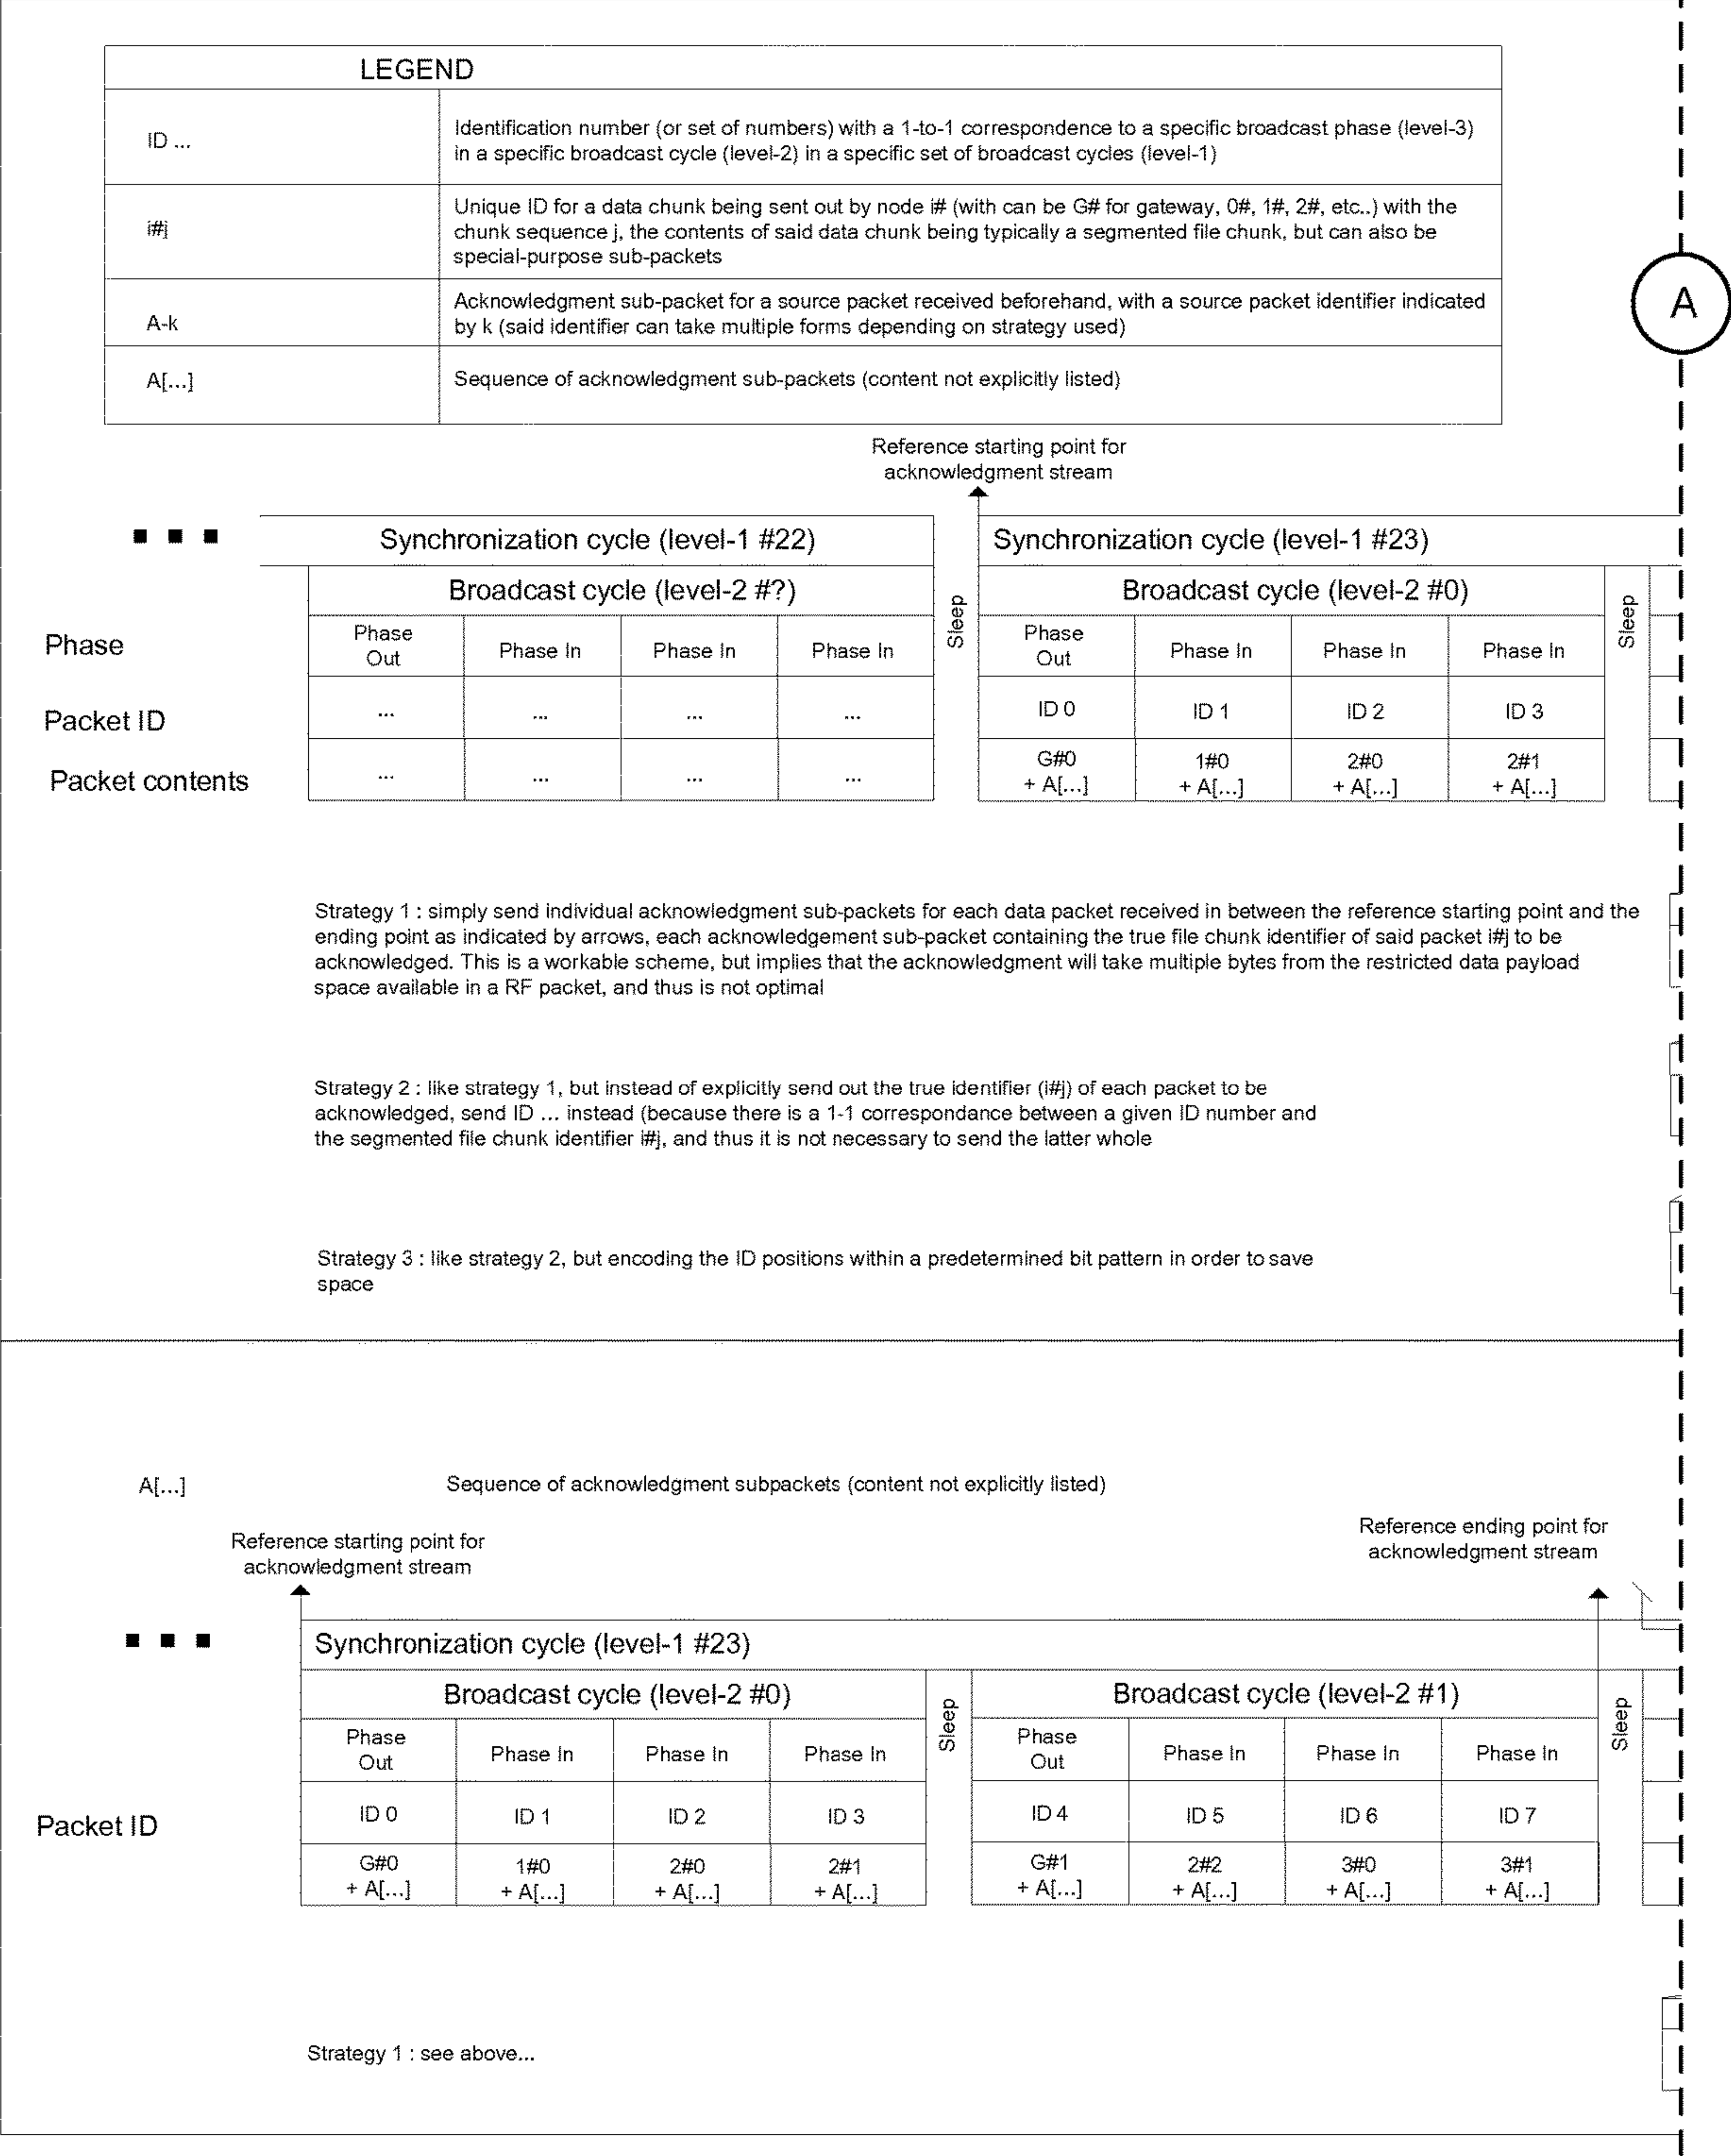 LEGEND
ID ...
Identification number (or set of numbers) with a 1-to-1 correspondence to a specific broadcast phase (level-3)
in a specific broadcast cycle (level-2) in a specific set of broadcast cycles (level-1)
i#j
Unique ID for a data chunk being sent out by node i# (with can be G# for gateway, 0#, 1#, 2#, etc..) with the
chunk sequence j, the contents of said data chunk being typically a segmented file chunk, but can also be
special-purpose sub-packets
A-k
Acknowledgment sub-packet for a source packet received beforehand, with a source packet identifier indicated
by k (said identifier can take multiple forms depending on strategy used)
A[...]
Sequence of acknowledgment sub-packets (content not explicitly listed)
A
Reference starting point for
acknowledgment stream
Synchronization cycle (level-1 #22)
Synchronization cycle (level-1 #23)
Broadcast cycle (level-2 #?)
Sleep
Broadcast cycle (level-2 #0)
Sleep
Phase
Phase
Out
Phase In
Phase In
Phase In
Phase
Out
Phase In
Phase In
Phase In
Packet ID
...
...
...
...
ID 0
ID 1
ID 2
ID 3
Packet contents
...
...
...
...
G#0
+ A[...]
1#0
+ A[...]
2#0
+ A[...]
2#1
+ A[...]
Strategy 1 : simply send individual acknowledgment sub-packets for each data packet received in between the reference starting point and the
ending point as indicated by arrows, each acknowledgement sub-packet containing the true file chunk identifier of said packet i#j to be
acknowledged. This is a workable scheme, but implies that the acknowledgment will take multiple bytes from the restricted data payload
space available in a RF packet, and thus is not optimal
Strategy 2 : like strategy 1, but instead of explicitly send out the true identifier (i#j) of each packet to be
acknowledged, send ID ... instead (because there is a 1-1 correspondance between a given ID number and
the segmented file chunk identifier i#j, and thus it is not necessary to send the latter whole
Strategy 3 : like strategy 2, but encoding the ID positions within a predetermined bit pattern in order to save
space
A[...]
Sequence of acknowledgment subpackets (content not explicitly listed)
Reference starting point for
acknowledgment stream
Reference ending point for
acknowledgment stream
Synchronization cycle (level-1 #23)
Broadcast cycle (level-2 #0)
Sleep
Broadcast cycle (level-2 #1)
Sleep
Phase
Out
Phase In
Phase In
Phase In
Phase
Out
Phase In
Phase In
Phase In
Packet ID
ID 0
ID 1
ID 2
ID 3
ID 4
ID 5
ID 6
ID 7
G#0
+ A[...]
1#0
+ A[...]
2#0
+ A[...]
2#1
+ A[...]
G#1
+ A[...]
2#2
+ A[...]
3#0
+ A[...]
3#1
+ A[...]
Strategy 1 : see above...